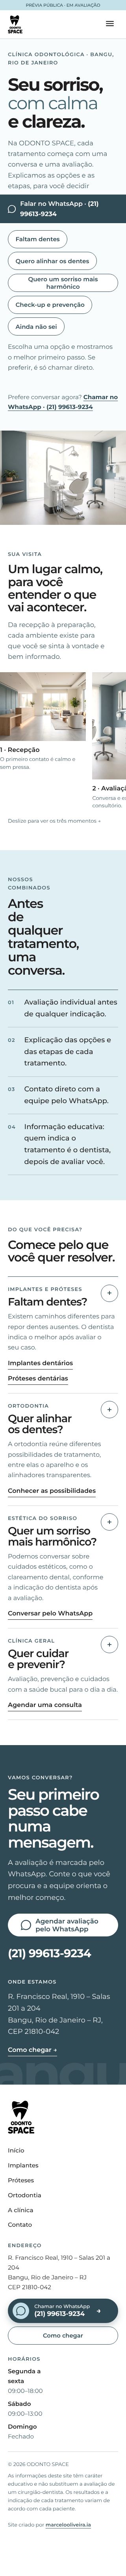 PRÉVIA PÚBLICA · EM AVALIAÇÃO
ODONTO
SPACE
CLÍNICA ODONTOLÓGICA · BANGU,
RIO DE JANEIRO
Seu sorriso,
com calma
e clareza.
Na ODONTO SPACE, cada
tratamento começa com uma
conversa e uma avaliação.
Explicamos as opções e as
etapas, para você decidir
Falar no WhatsApp · (21)
99613-9234
Faltam dentes
Quero alinhar os dentes
Quero um sorriso mais
harmônico
Check-up e prevenção
Ainda não sei
Escolha uma opção e mostramos
o melhor próximo passo. Se
preferir, é só chamar direto.
Prefere conversar agora? Chamar no
WhatsApp · (21) 99613-9234
SUA VISITA
Um lugar calmo,
para você
entender o que
vai acontecer.
Da recepção à preparação,
cada ambiente existe para
que você se sinta à vontade e
bem informado.
1 · Recepção
O primeiro contato é calmo e
sem pressa.
2 · Avaliaçã
Conversa e e
consultório.
Deslize para ver os três momentos →
NOSSOS
COMBINADOS
Antes
de
qualquer
tratamento,
uma
conversa.
01 Avaliação individual antes
de qualquer indicação.
02 Explicação das opções e
das etapas de cada
tratamento.
03 Contato direto com a
equipe pelo WhatsApp.
04 Informação educativa:
quem indica o
tratamento é o dentista,
depois de avaliar você.
DO QUE VOCÊ PRECISA?
Comece pelo que
você quer resolver.
IMPLANTES E PRÓTESES
Faltam dentes?
+
Existem caminhos diferentes para
repor dentes ausentes. O dentista
indica o melhor após avaliar o
seu caso.
Implantes dentários
Próteses dentárias
ORTODONTIA
Quer alinhar
os dentes?
+
A ortodontia reúne diferentes
possibilidades de tratamento,
entre elas o aparelho e os
alinhadores transparentes.
Conhecer as possibilidades
ESTÉTICA DO SORRISO
Quer um sorriso
mais harmônico?
+
Podemos conversar sobre
cuidados estéticos, como o
clareamento dental, conforme
a indicação do dentista após
a avaliação.
Conversar pelo WhatsApp
CLÍNICA GERAL
Quer cuidar
e prevenir?
+
Avaliação, prevenção e cuidados
com a saúde bucal para o dia a dia.
Agendar uma consulta
VAMOS CONVERSAR?
Seu primeiro
passo cabe
numa
mensagem.
A avaliação é marcada pelo
WhatsApp. Conte o que você
procura e a equipe orienta o
melhor começo.
Agendar avaliação
pelo WhatsApp
(21) 99613-9234
ONDE ESTAMOS
R. Francisco Real, 1910 – Salas
201 a 204
Bangu, Rio de Janeiro – RJ,
CEP 21810-042
Como chegar →
ODONTO
SPACE
Início
Implantes
Próteses
Ortodontia
A clínica
Contato
ENDEREÇO
R. Francisco Real, 1910 – Salas 201 a
204
Bangu, Rio de Janeiro – RJ
CEP 21810-042
Chamar no WhatsApp
(21) 99613-9234 →
Como chegar
HORÁRIOS
Segunda a
sexta
09:00–18:00
Sábado
09:00–13:00
Domingo
Fechado
© 2026 ODONTO SPACE
As informações deste site têm caráter
educativo e não substituem a avaliação de
um cirurgião-dentista. Os resultados e a
indicação de cada tratamento variam de
acordo com cada paciente.
Site criado por marcelooliveira.ia